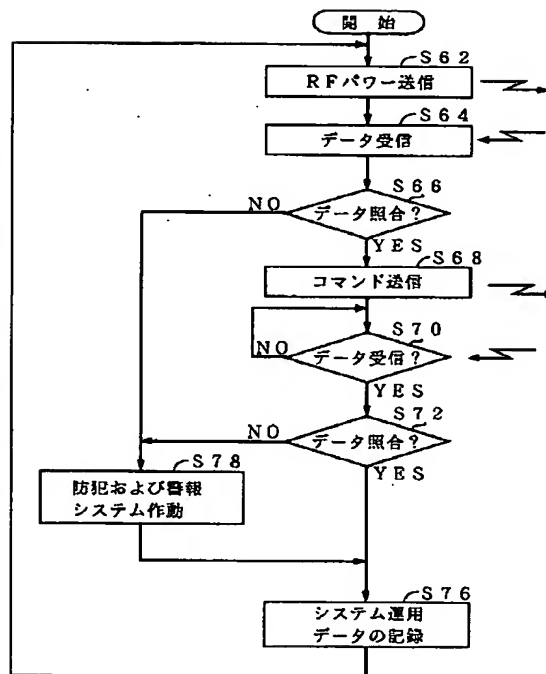 開 始
S62
RFパワー送信
S64
データ受信
S66
データ照合?
NO
YES
S68
コマンド送信
S70
データ受信?
NO
YES
S72
データ照合?
NO
YES
S78
防犯および警報
システム作動
S76
システム運用
データの記録